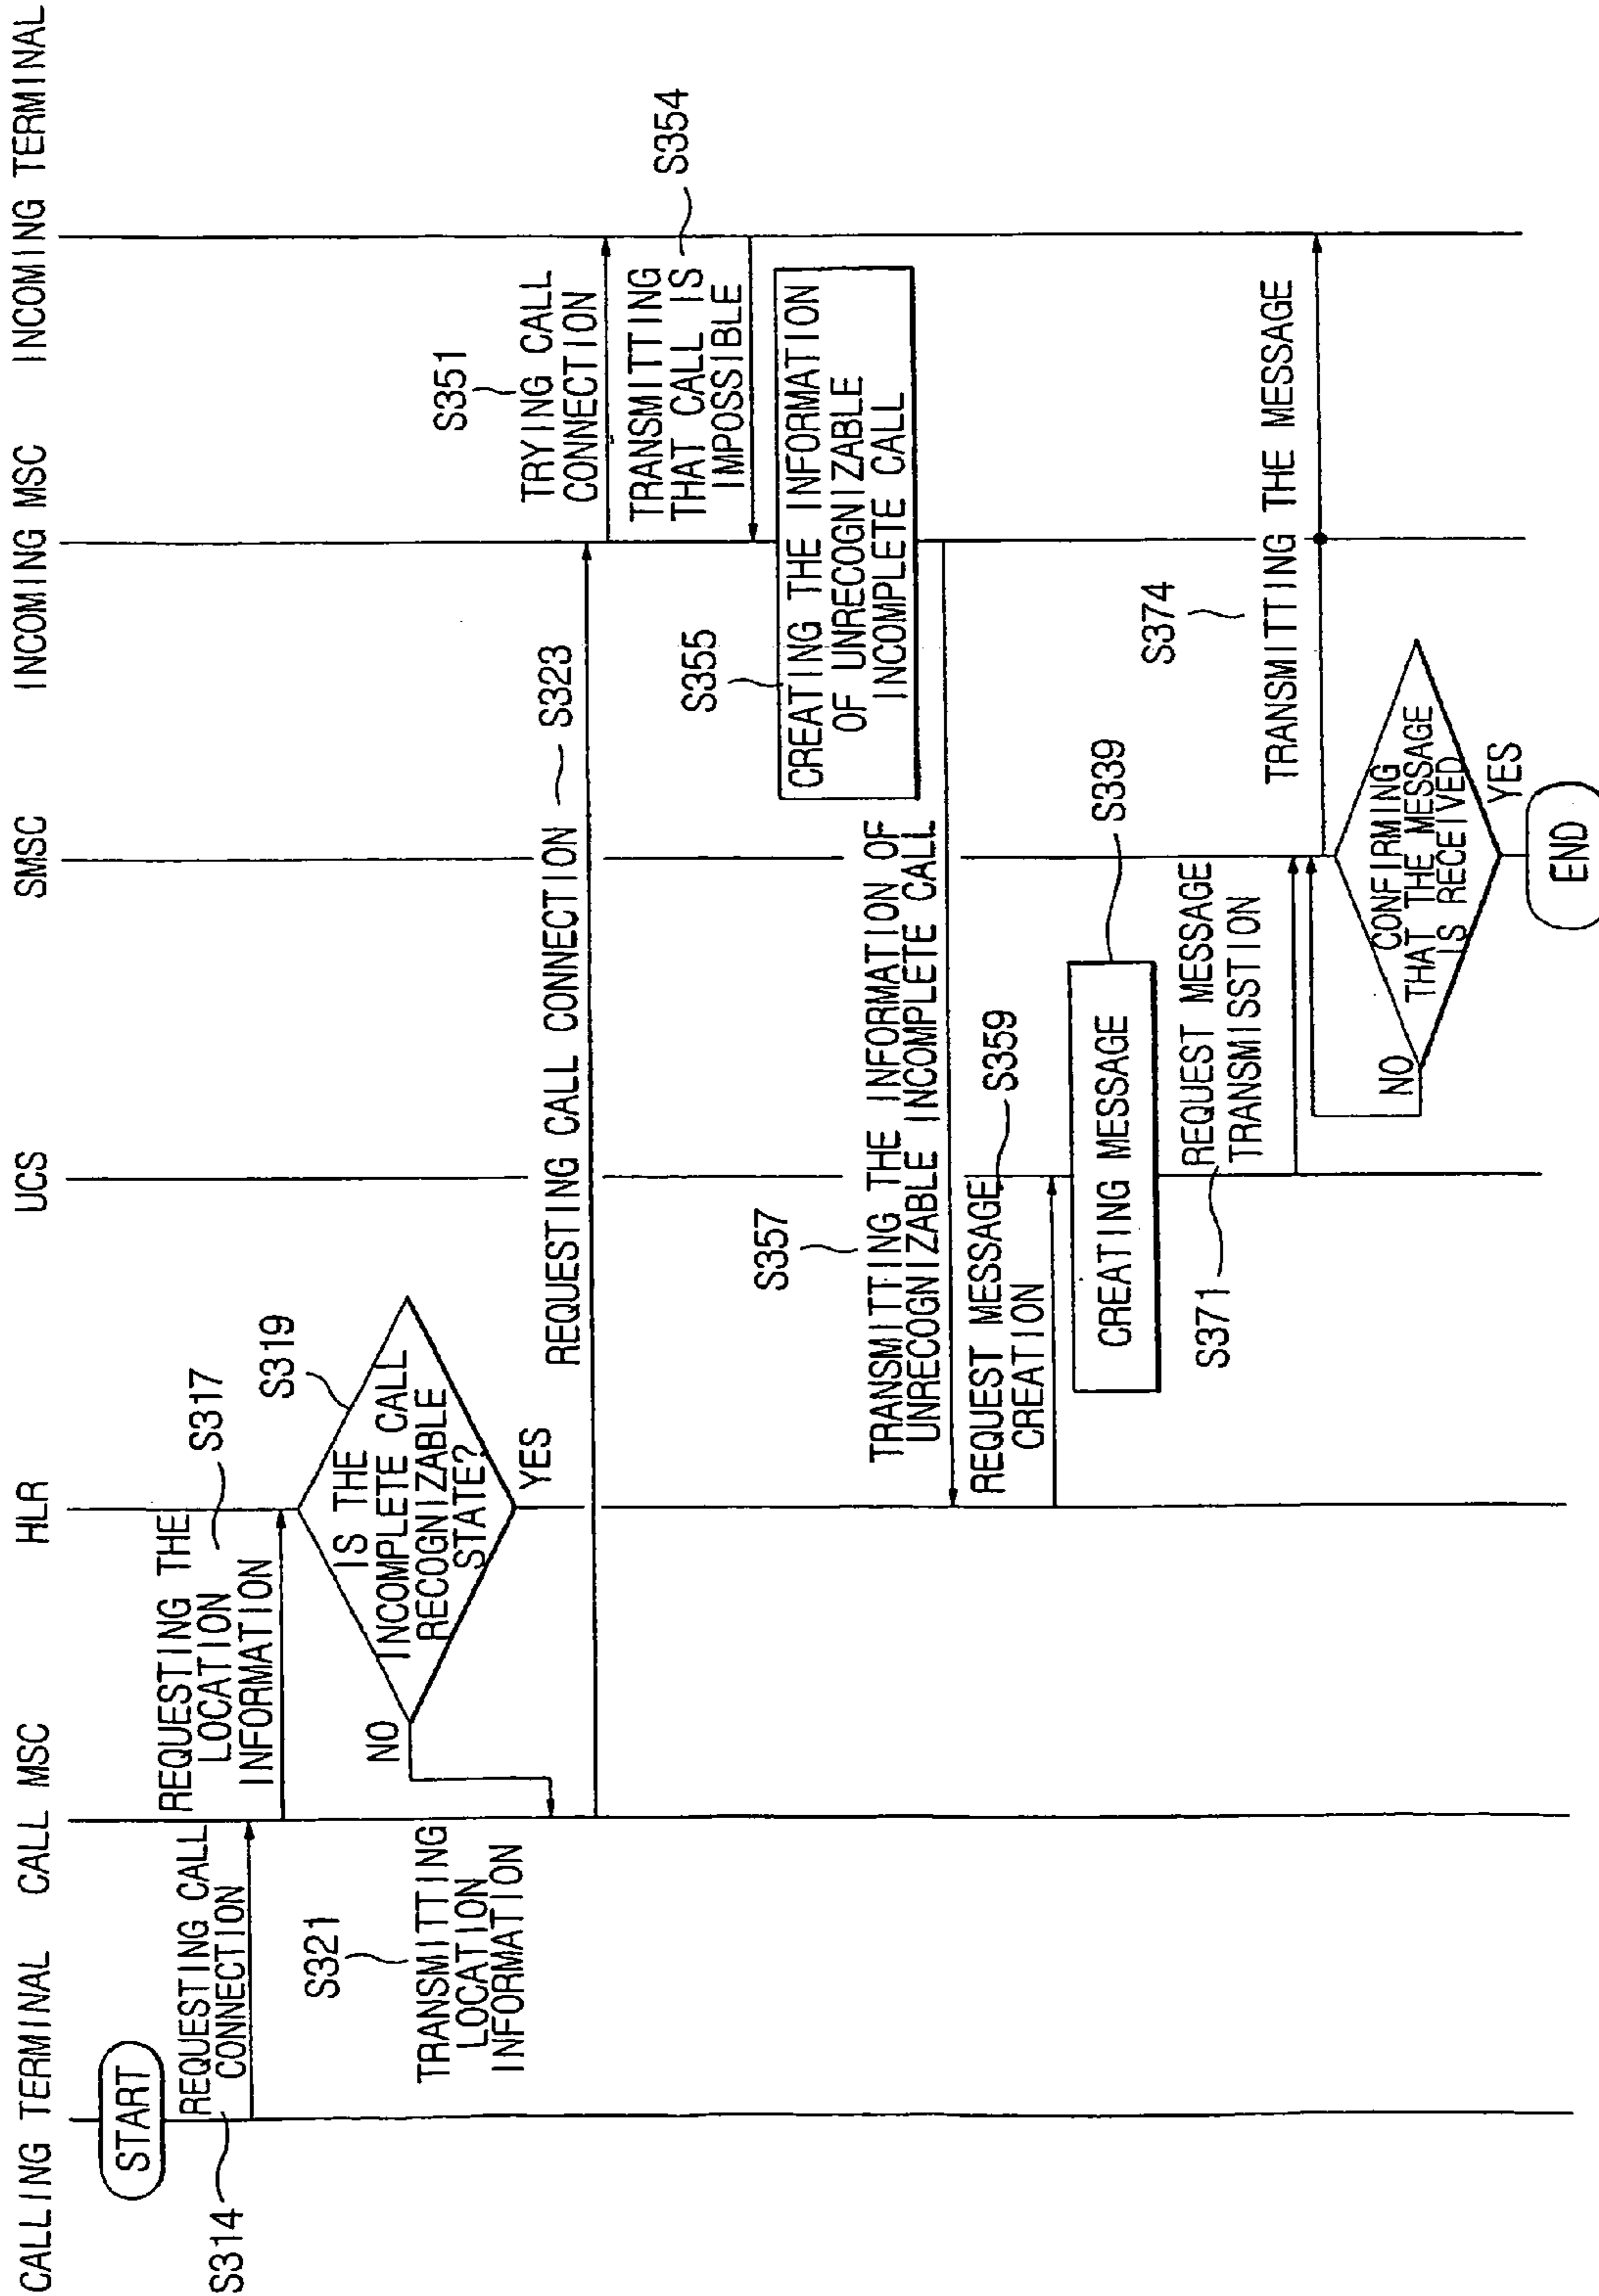 CALLING TERMINAL
CALL MSC
HLR
UCS
SMSC
INCOMING MSC
INCOMING TERMINAL
START
S314
REQUESTING CALL
CONNECTION
REQUESTING THE
LOCATION
INFORMATION
S317
S319
IS THE
INCOMPLETE CALL
RECOGNIZABLE
STATE?
NO
YES
S321
TRANSMITTING
LOCATION
INFORMATION
REQUESTING CALL CONNECTION
S323
S351
TRYING CALL
CONNECTION
TRANSMITTING
THAT CALL IS
IMPOSSIBLE
S354
S355
CREATING THE INFORMATION
OF UNRECOGNIZABLE
INCOMPLETE CALL
S357
TRANSMITTING THE INFORMATION OF
UNRECOGNIZABLE INCOMPLETE CALL
REQUEST MESSAGE
CREATION
S359
CREATING MESSAGE
S339
S371
REQUEST MESSAGE
TRANSMISSTION
S374
TRANSMITTING THE MESSAGE
CONFIRMING
THAT THE MESSAGE
IS RECEIVED
NO
YES
END